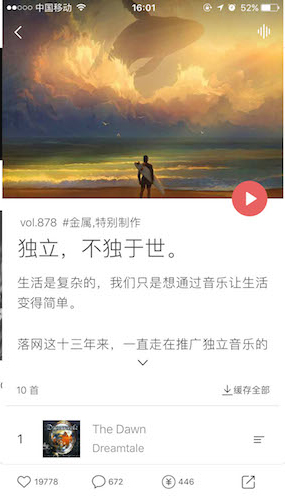 中国移动 16:01 52%
vol.878 #金属,特别制作
独立，不独于世。
生活是复杂的，我们只是想通过音乐让生活
变得简单。
落网这十三年来，一直走在推广独立音乐的
10 首 缓存全部
1 The Dawn
Dreamtale
19778 672 446